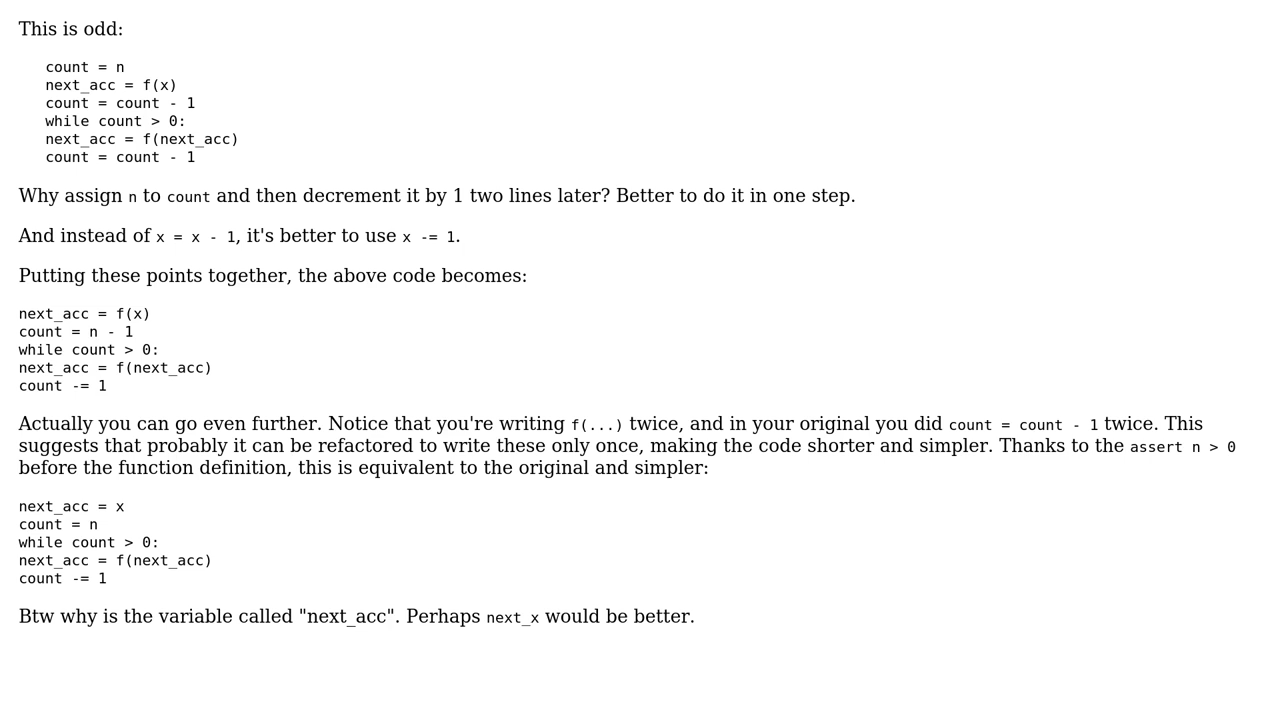 This is odd:
count = n
next_acc = f(x)
count = count - 1
while count > 0:
next_acc = f(next_acc)
count = count - 1
Why assign n to count and then decrement it by 1 two lines later? Better to do it in one step.
And instead of x = x - 1, it's better to use x -= 1.
Putting these points together, the above code becomes:
next_acc = f(x)
count = n - 1
while count > 0:
next_acc = f(next_acc)
count -= 1
Actually you can go even further. Notice that you're writing f(...) twice, and in your original you did count = count - 1 twice. This
suggests that probably it can be refactored to write these only once, making the code shorter and simpler. Thanks to the assert n > 0
before the function definition, this is equivalent to the original and simpler:
next_acc = x
count = n
while count > 0:
next_acc = f(next_acc)
count -= 1
Btw why is the variable called "next_acc". Perhaps next_x would be better.